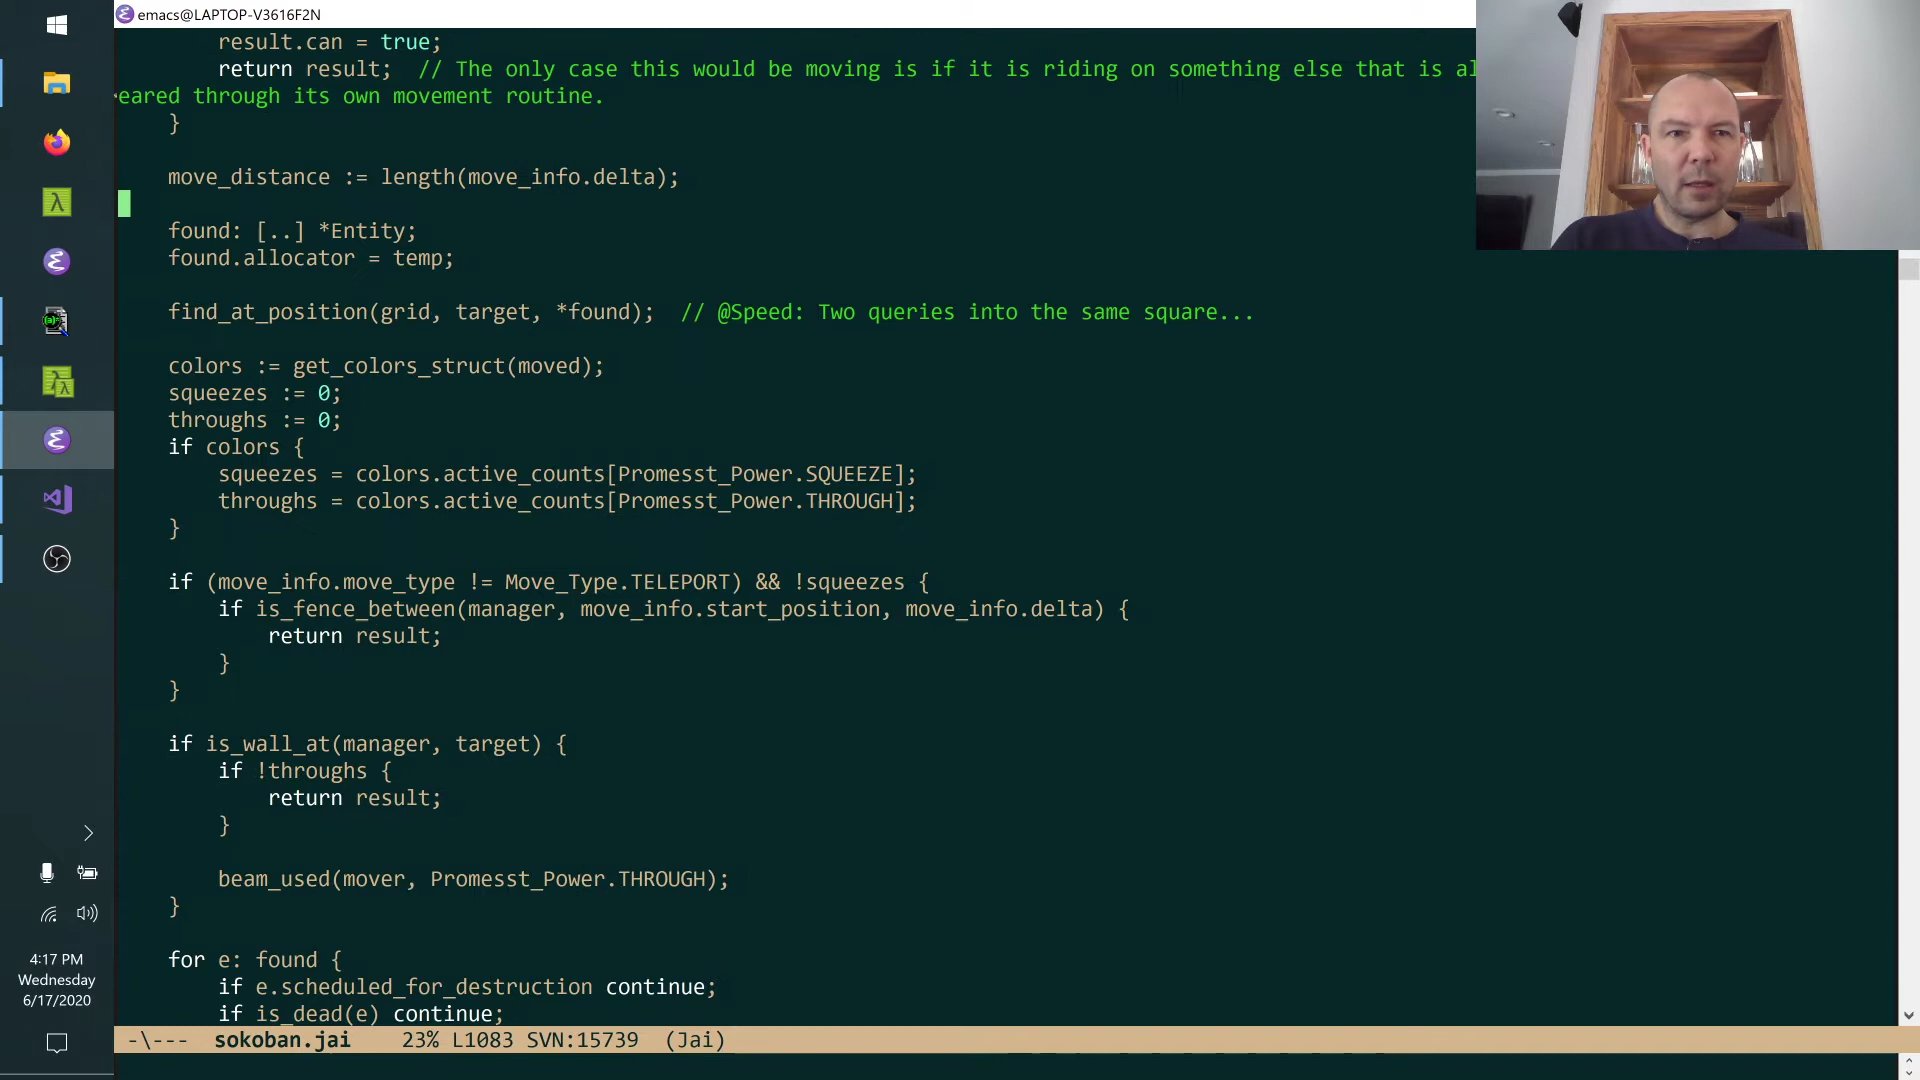 emacs@LAPTOP-V3616F2N
result.can = true;
return result;  // The only case this would be moving is if it is riding on something else that is al
eared through its own movement routine.
}
move_distance := length(move_info.delta);
found: [..] *Entity;
found.allocator = temp;
find_at_position(grid, target, *found);  // @Speed: Two queries into the same square...
colors := get_colors_struct(moved);
squeezes := 0;
throughs := 0;
if colors {
squeezes = colors.active_counts[Promesst_Power.SQUEEZE];
throughs = colors.active_counts[Promesst_Power.THROUGH];
}
if (move_info.move_type != Move_Type.TELEPORT) && !squeezes {
if is_fence_between(manager, move_info.start_position, move_info.delta) {
return result;
}
}
if is_wall_at(manager, target) {
if !throughs {
return result;
}
beam_used(mover, Promesst_Power.THROUGH);
}
for e: found {
if e.scheduled_for_destruction continue;
if is_dead(e) continue;
-\---  sokoban.jai  23% L1083 SVN:15739  (Jai)
4:17 PM
Wednesday
6/17/2020